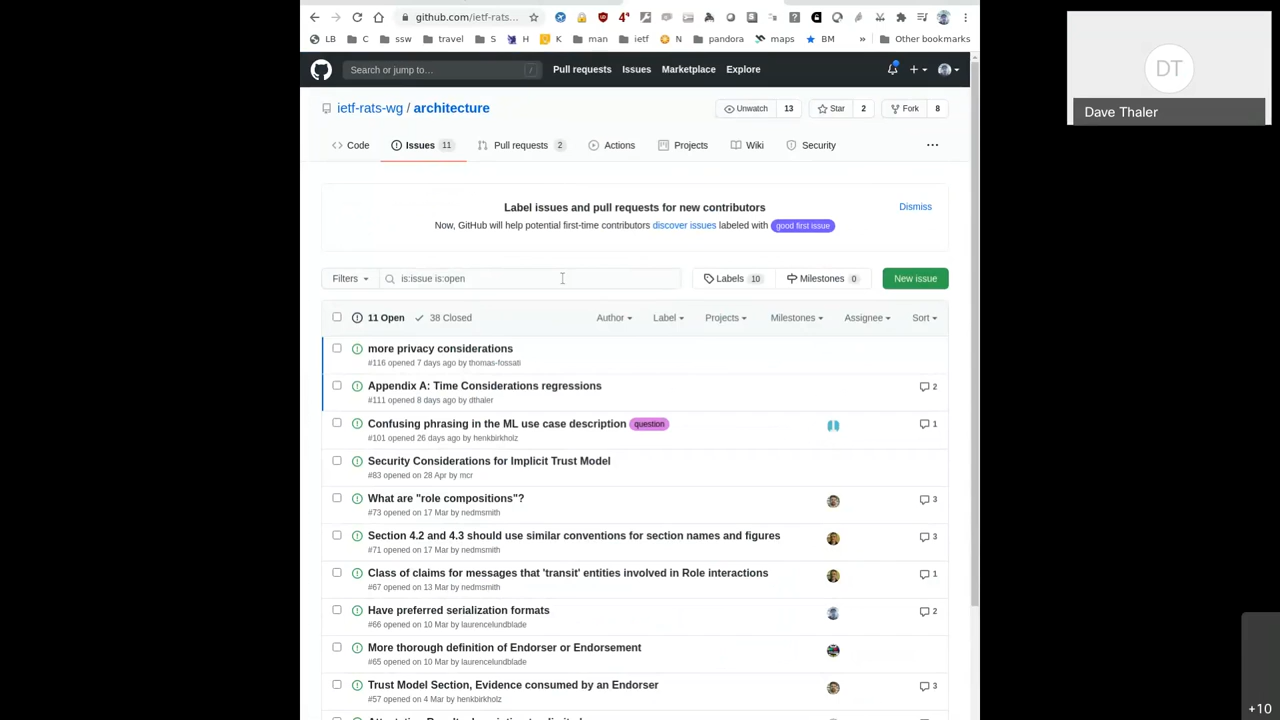 github.com/ietf-rats...
LB C ssw travel S H K man ietf N pandora maps BM » Other bookmarks
Search or jump to... /
Pull requests Issues Marketplace Explore
ietf-rats-wg / architecture
Unwatch 13 Star 2 Fork 8
Code Issues 11 Pull requests 2 Actions Projects Wiki Security ...
Label issues and pull requests for new contributors
Dismiss
Now, GitHub will help potential first-time contributors discover issues labeled with good first issue
Filters is:issue is:open Labels 10 Milestones 0 New issue
11 Open 38 Closed Author Label Projects Milestones Assignee Sort
more privacy considerations
#116 opened 7 days ago by thomas-fossati
Appendix A: Time Considerations regressions 2
#111 opened 8 days ago by dthaler
Confusing phrasing in the ML use case description question 1
#101 opened 26 days ago by henkbirkholz
Security Considerations for Implicit Trust Model
#83 opened on 28 Apr by mcr
What are "role compositions"? 3
#73 opened on 17 Mar by nedmsmith
Section 4.2 and 4.3 should use similar conventions for section names and figures 3
#71 opened on 17 Mar by nedmsmith
Class of claims for messages that 'transit' entities involved in Role interactions 1
#67 opened on 13 Mar by nedmsmith
Have preferred serialization formats 2
#66 opened on 10 Mar by laurencelundblade
More thorough definition of Endorser or Endorsement
#65 opened on 10 Mar by laurencelundblade
Trust Model Section, Evidence consumed by an Endorser 3
#57 opened on 4 Mar by henkbirkholz
DT
Dave Thaler
+10